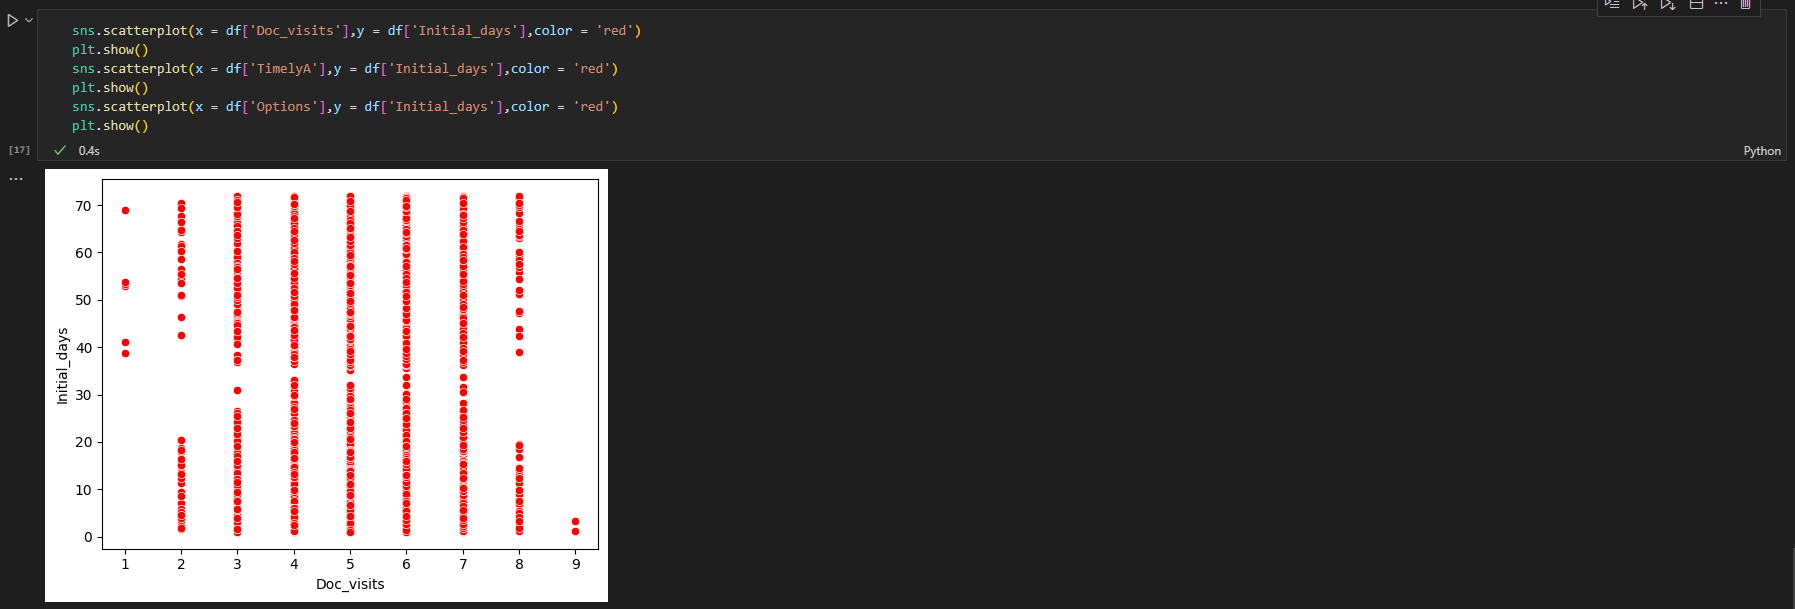 sns.scatterplot(x = df['Doc_visits'],y = df['Initial_days'],color = 'red')
plt.show()
sns.scatterplot(x = df['TimelyA'],y = df['Initial_days'],color = 'red')
plt.show()
sns.scatterplot(x = df['Options'],y = df['Initial_days'],color = 'red')
plt.show()
[17]
0.4s
Python
70
60
50
40
30
20
10
0
Initial_days
1 2 3 4 5 6 7 8 9
Doc_visits